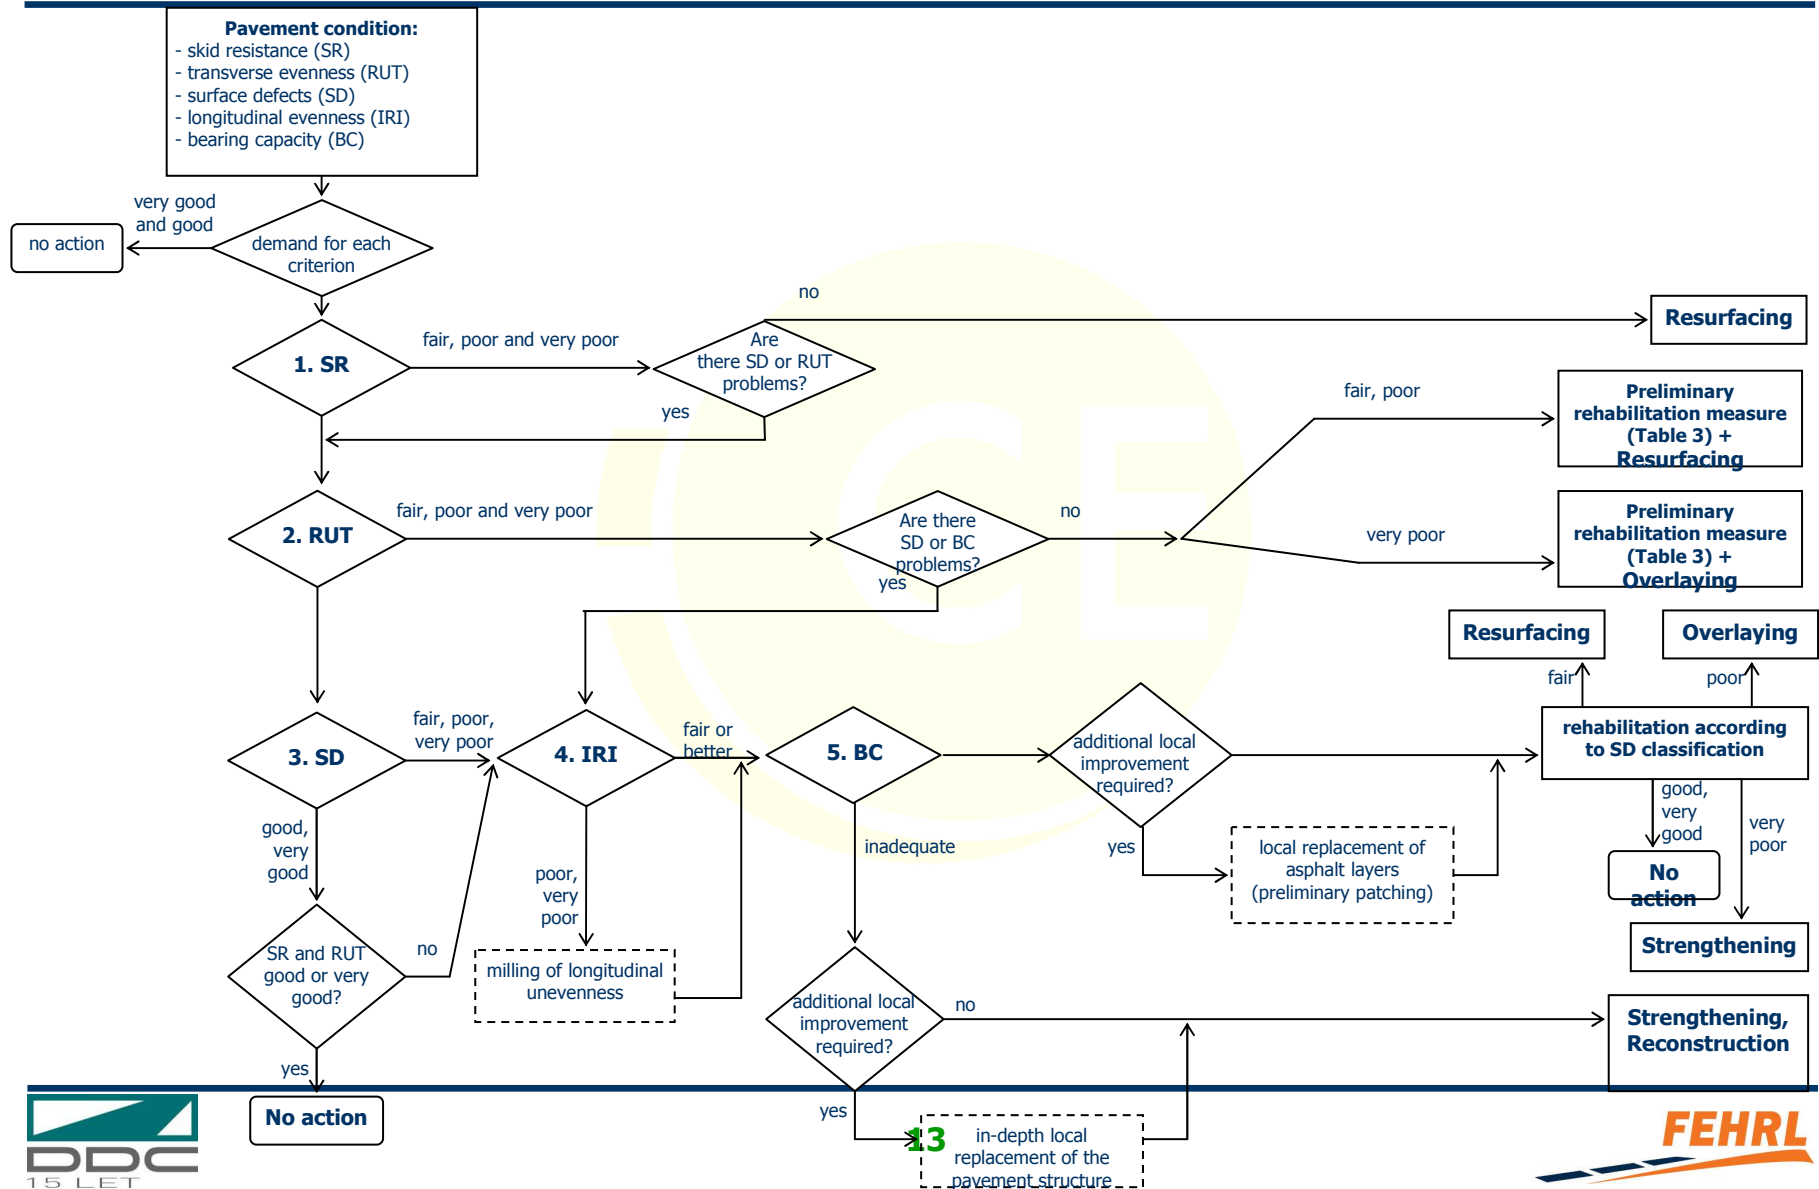 Pavement condition:
- skid resistance (SR)
- transverse evenness (RUT)
- surface defects (SD)
- longitudinal evenness (IRI)
- bearing capacity (BC)
very good
and good
no action
demand for each
criterion
no
Resurfacing
1. SR
fair, poor and very poor
Are
there SD or RUT
problems?
yes
fair, poor
Preliminary
rehabilitation measure
(Table 3) +
Resurfacing
2. RUT
fair, poor and very poor
Are there
SD or BC
problems?
yes
no
very poor
Preliminary
rehabilitation measure
(Table 3) +
Overlaying
Resurfacing
Overlaying
fair
poor
CE
3. SD
fair, poor,
very poor
4. IRI
fair or
better
5. BC
additional local
improvement
required?
rehabilitation according
to SD classification
good,
very
good
poor,
very
poor
inadequate
yes
local replacement of
asphalt layers
(preliminary patching)
good,
very
good
very
poor
No
action
Strengthening
SR and RUT
good or very
good?
no
milling of longitudinal
unevenness
additional local
improvement
required?
no
Strengthening,
Reconstruction
yes
No action
yes
13
in-depth local
replacement of the
pavement structure
DDC
15 LET
FEHRL